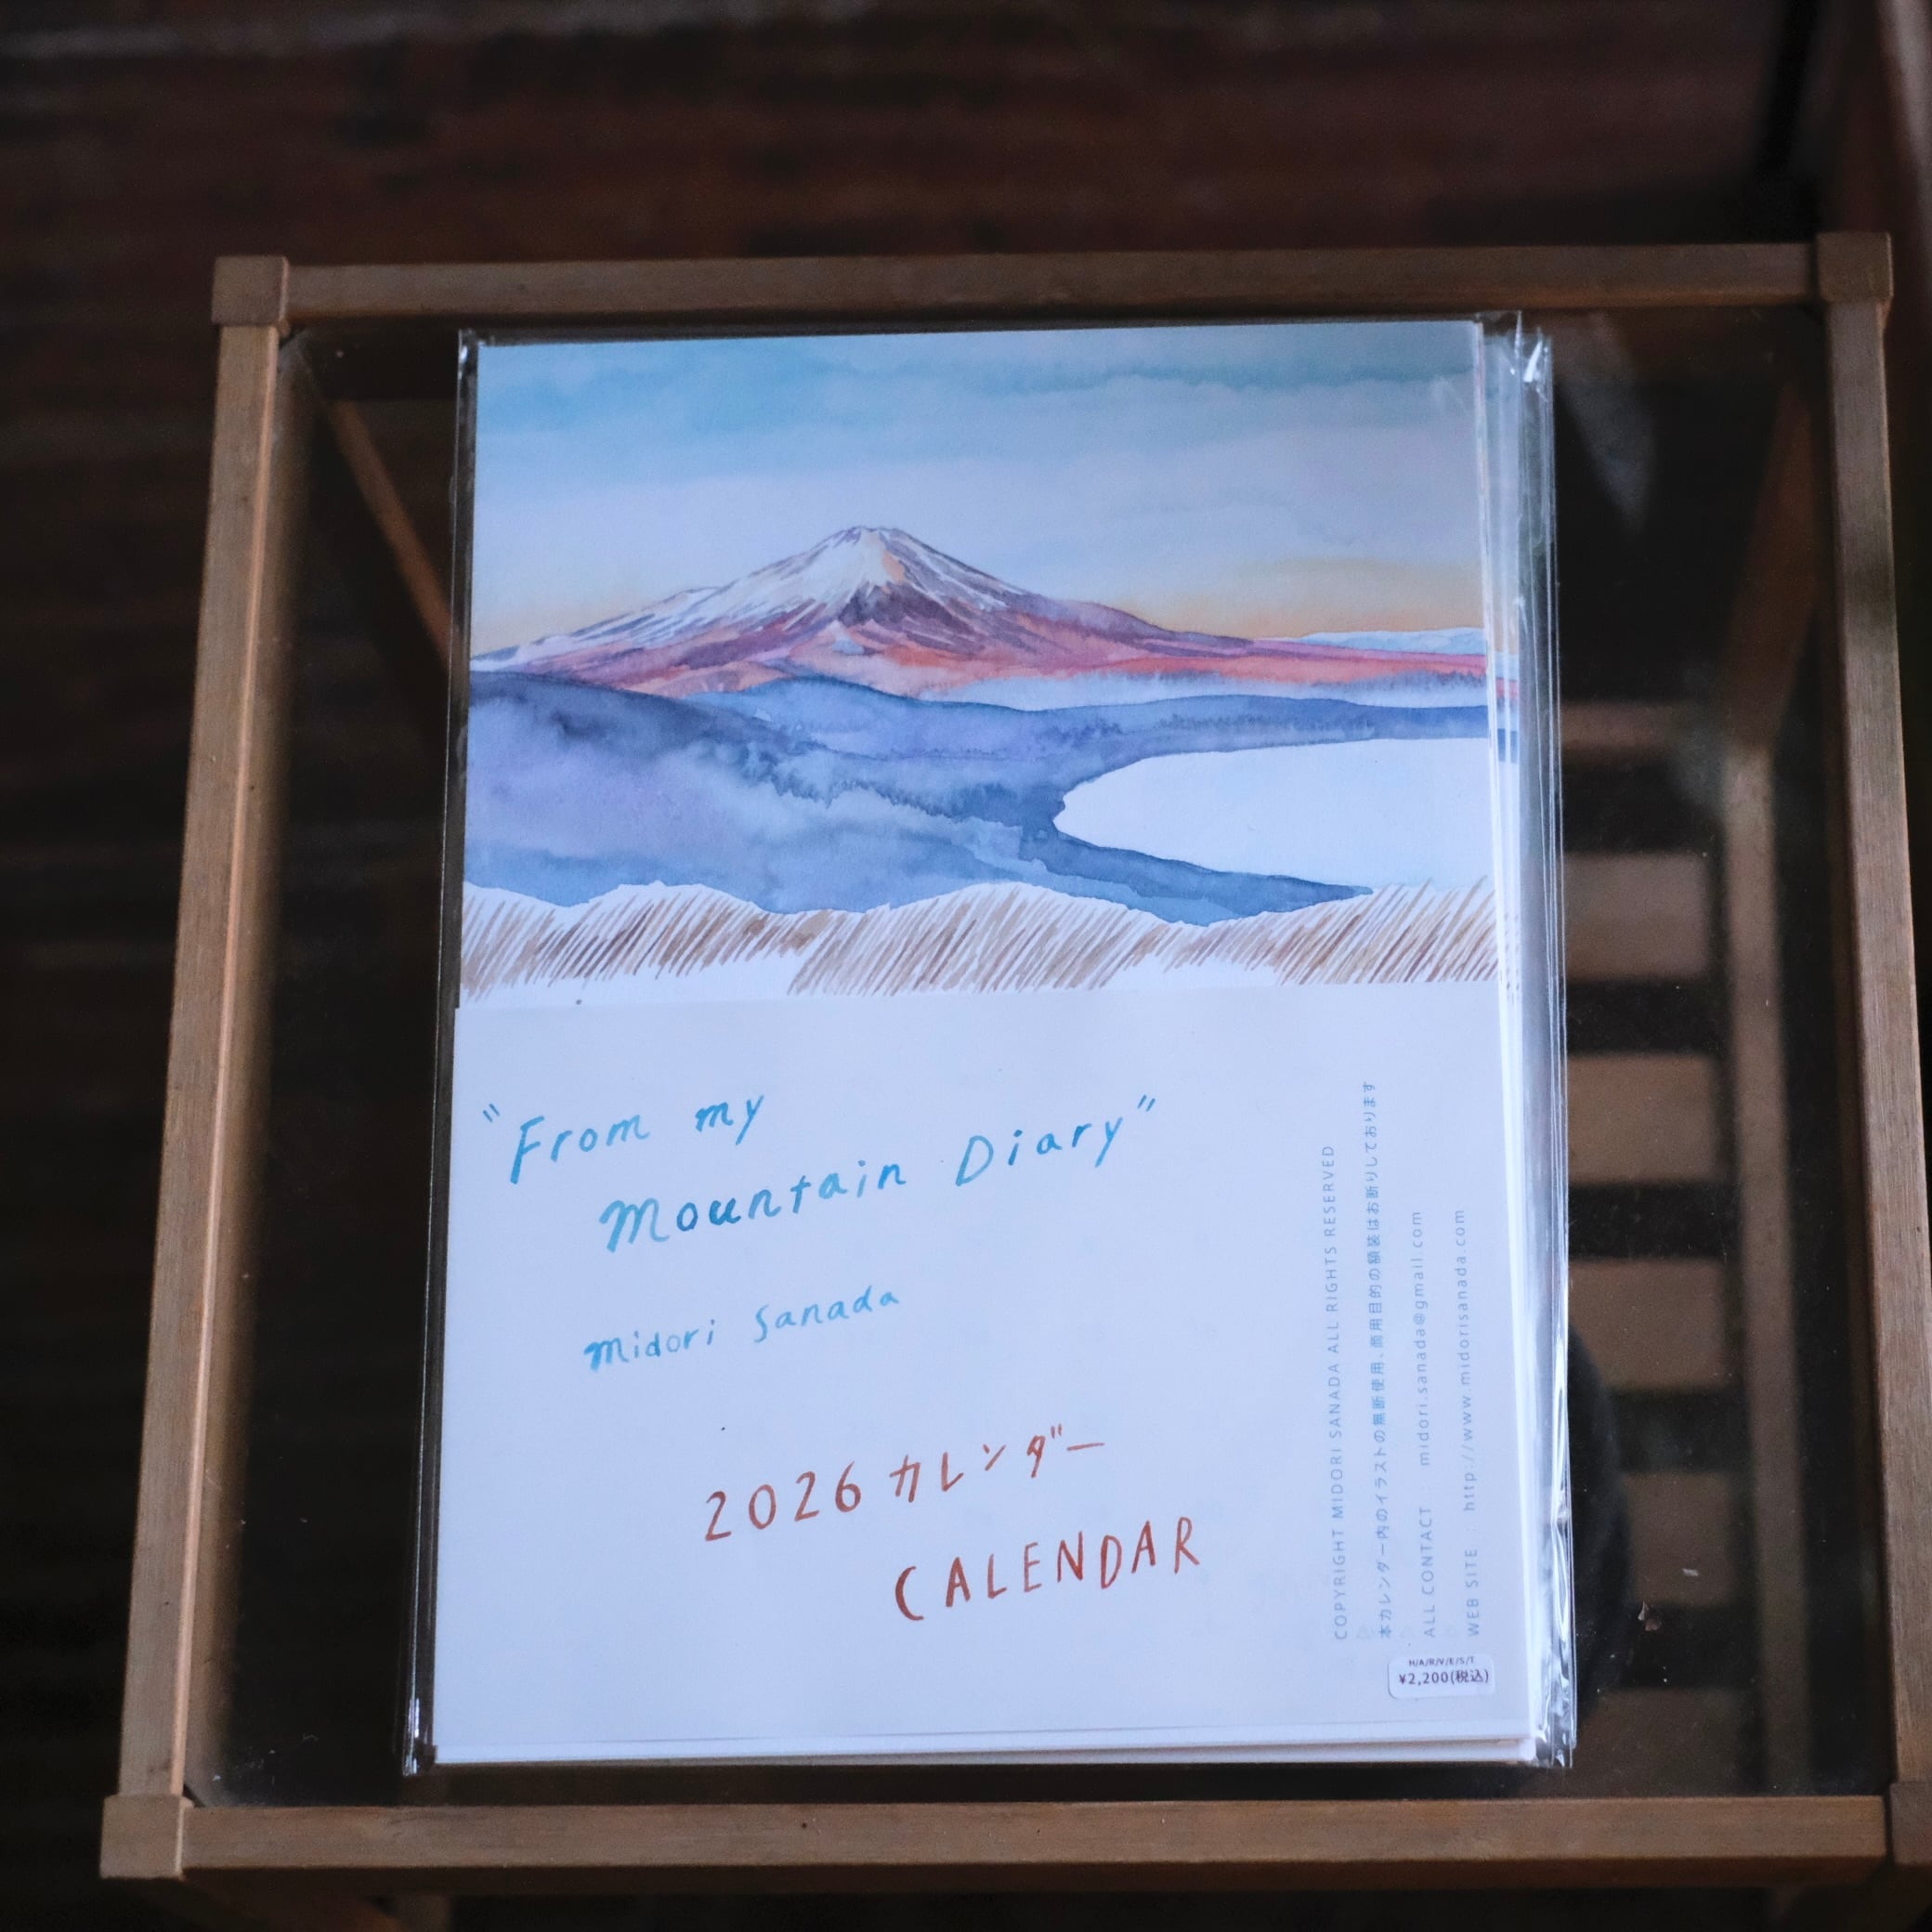 "From my
Mountain Diary"
Midori Sanada
2026 カレンダー
CALENDAR
COPYRIGHT MIDORI SANADA ALL RIGHTS RESERVED
本カレンダー内のイラストの無断使用、商用目的の額装はお断りしております
ALL CONTACT midori.sanada@gmail.com
WEB SITE / http://www.midorisanada.com
H/A/R/V/E/S/T
¥2,200(税込)